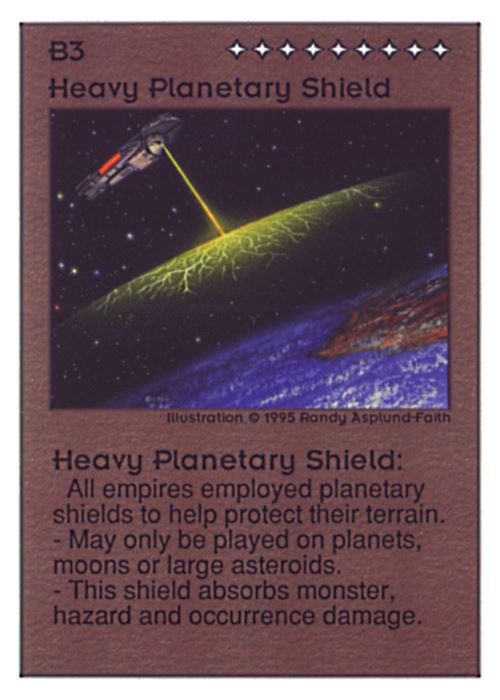 B3
Heavy Planetary Shield
Illustration © 1995 Randy Asplund-Faith
Heavy Planetary Shield:
All empires employed planetary
shields to help protect their terrain.
- May only be played on planets,
moons or large asteroids.
- This shield absorbs monster,
hazard and occurrence damage.